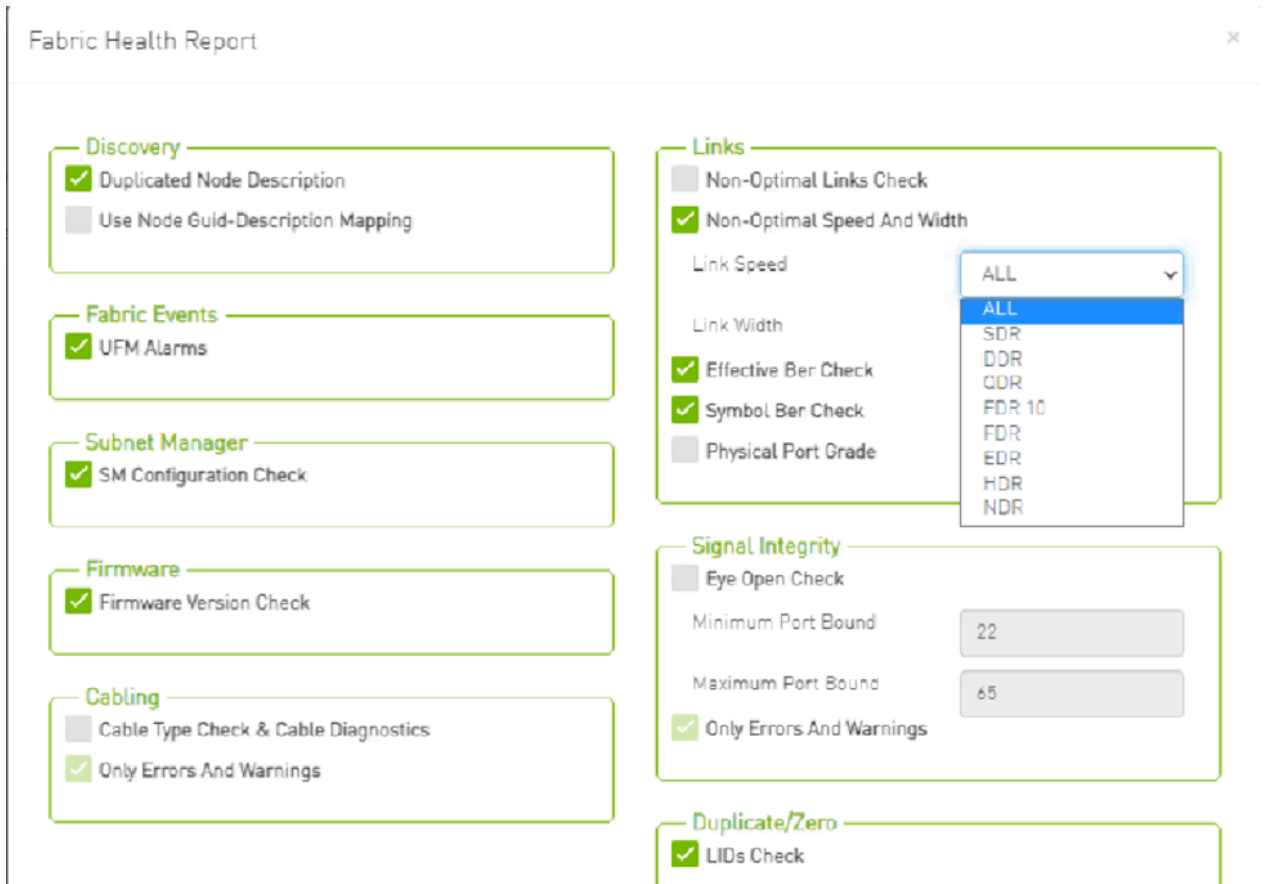 Fabric Health Report
×
Discovery
Duplicated Node Description
Use Node Guid-Description Mapping
Fabric Events
UFM Alarms
Subnet Manager
SM Configuration Check
Firmware
Firmware Version Check
Cabling
Cable Type Check & Cable Diagnostics
Only Errors And Warnings
Links
Non-Optimal Links Check
Non-Optimal Speed And Width
Link Speed
ALL
ALL
SDR
DDR
QDR
FDR 10
FDR
EDR
HDR
NDR
Link Width
Effective Ber Check
Symbol Ber Check
Physical Port Grade
Signal Integrity
Eye Open Check
Minimum Port Bound
22
Maximum Port Bound
65
Only Errors And Warnings
Duplicate/Zero
LIDs Check